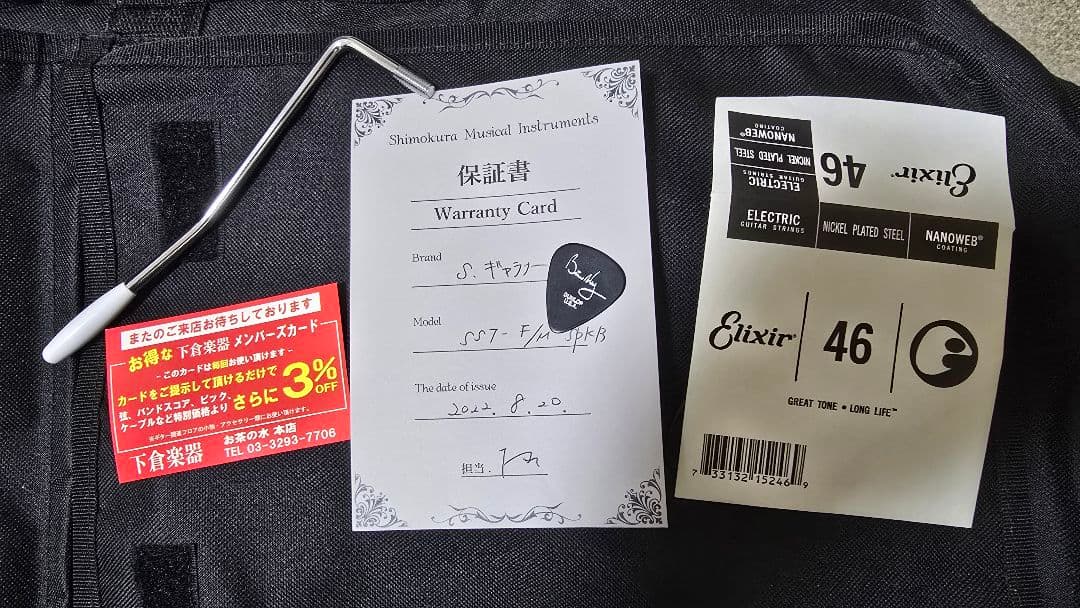 またのご来店お待ちしております
お得な 下倉楽器 メンバーズカード
- このカードは毎回お使い頂けます -
カードをご提示して頂けるだけで
弦、バンドスコア、ピック、
ケーブルなど特別価格より さらに 3% OFF
下倉楽器
お茶の水 本店
TEL 03-3293-7706
Shimokura Musical Instruments
保証書
Warranty Card
Brand
S. ギャラリー
Model
SST- F/M SPKB
The date of issue
2022. 8. 20.
担当.
DUNLOP
U.S.A.
NANOWEB®
COATING
NICKEL PLATED STEEL
ELECTRIC
GUITAR STRINGS
46
Elixir®
ELECTRIC
GUITAR STRINGS
NICKEL PLATED STEEL
NANOWEB®
COATING
Elixir®
46
GREAT TONE • LONG LIFE™
7 33132 15246 9